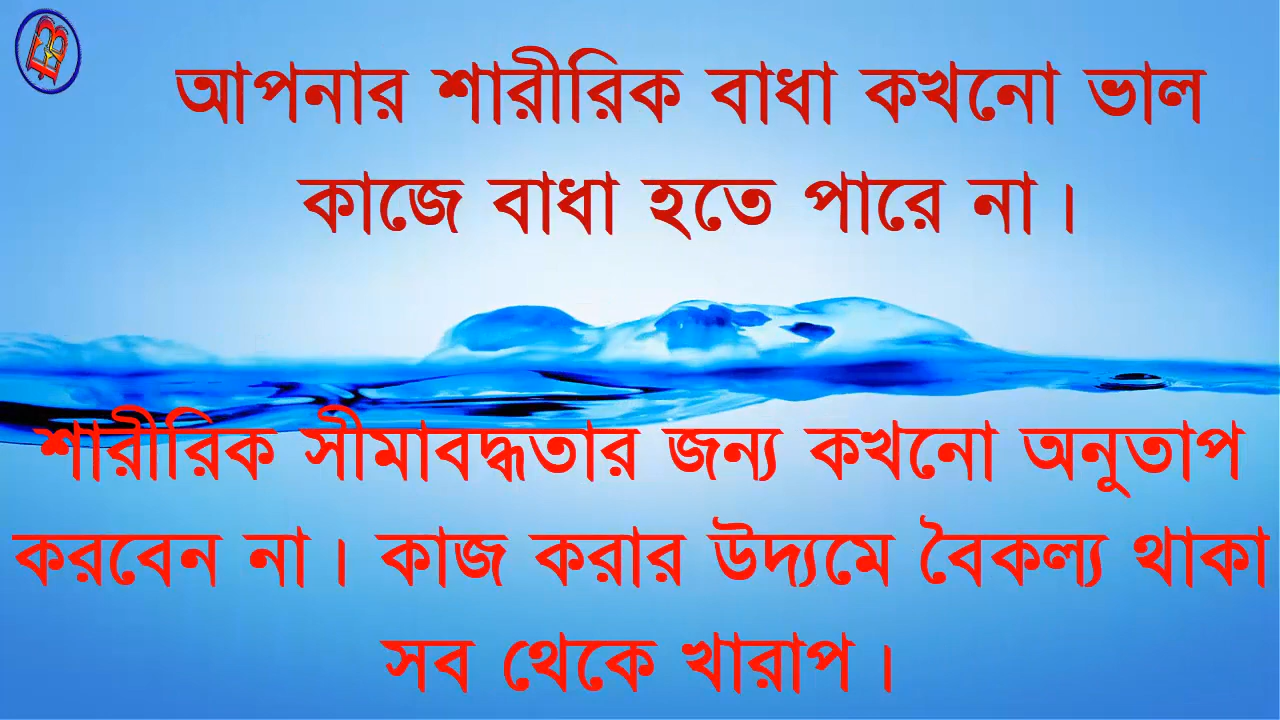 আপনার শারীরিক বাধা কখনো ভাল
কাজে বাধা হতে পারে না।
শারীরিক সীমাবদ্ধতার জন্য কখনো অনুতাপ
করবেন না। কাজ করার উদ্যমে বৈকল্য থাকা
সব থেকে খারাপ।